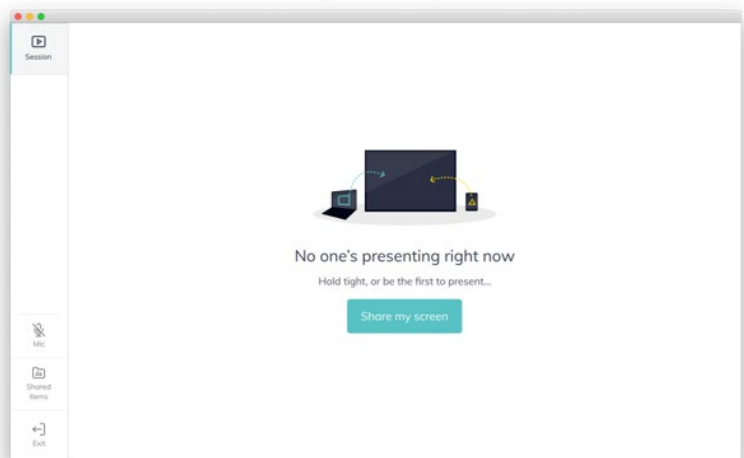 Session
No one's presenting right now
Hold tight, or be the first to present...
Share my screen
Mic
Shared
Items
Exit